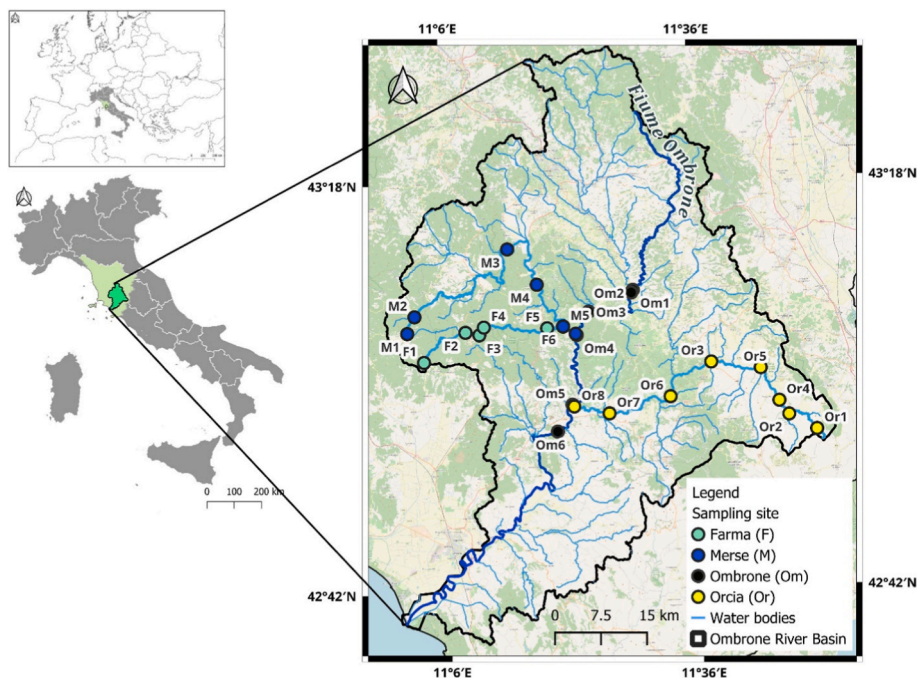 11°6′E
11°36′E
43°18′N
43°18′N
Fiume Ombrone
M3
M4
Om2
Om1
M2
F4
F5
M5
Om3
M1
F1
F2
F3
F6
Om4
Or3
Or5
Om5
Or8
Or7
Or6
Or4
Om6
Or2
Or1
0 100 200 km
Legend
Sampling site
Farma (F)
Merse (M)
Ombrone (Om)
Orcia (Or)
Water bodies
Ombrone River Basin
42°42′N
42°42′N
0 7.5 15 km
11°6′E
11°36′E